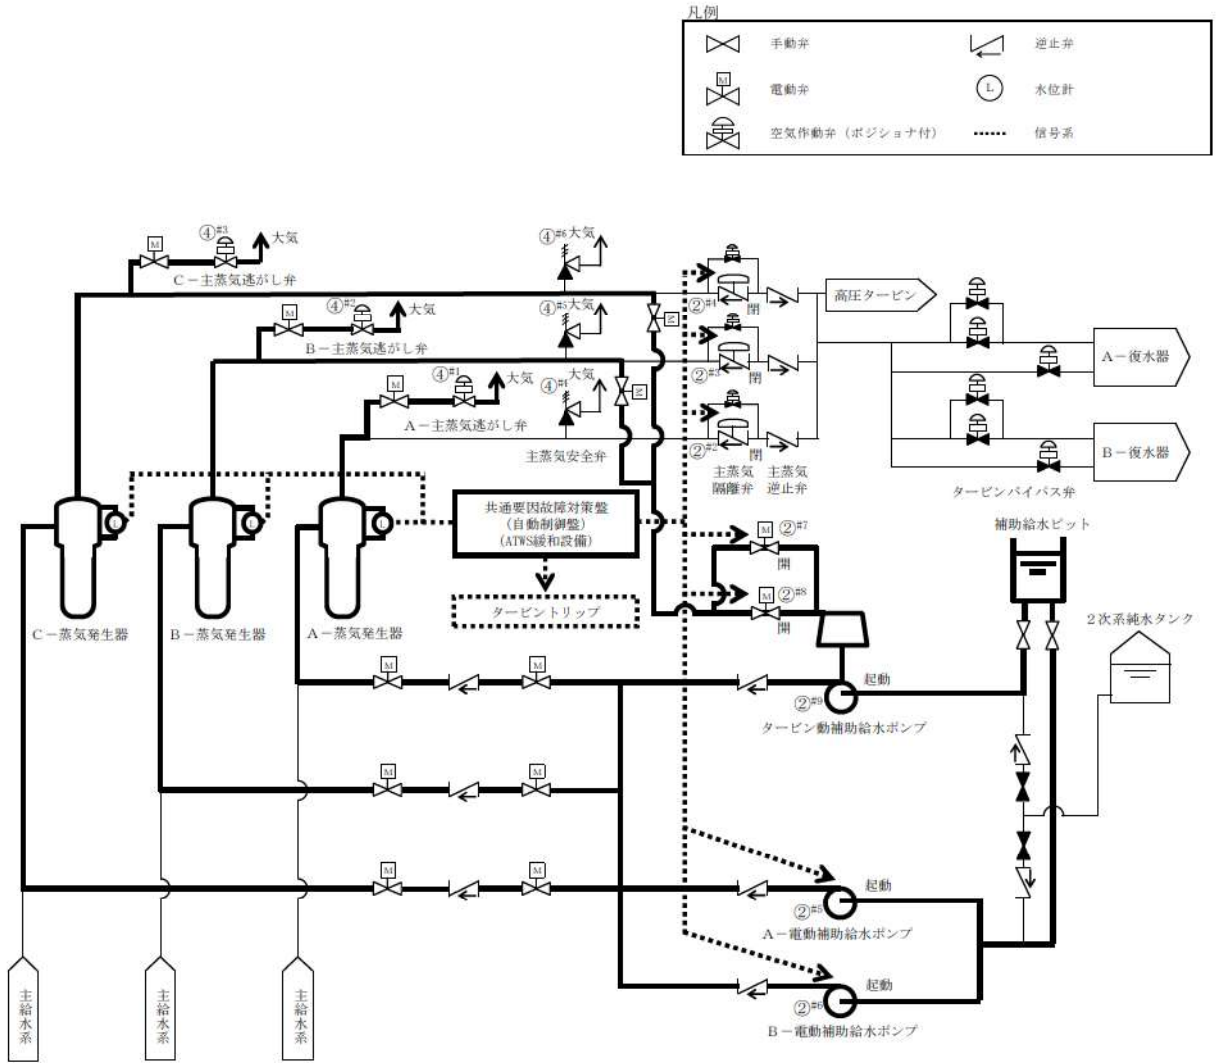 凡例
手動弁
逆止弁
M
電動弁
L
水位計
空気作動弁（ポジショナ付）
信号系
④#3
大気
M
C－主蒸気逃がし弁
④#6大気
④#2
大気
M
B－主蒸気逃がし弁
④#5大気
④#1
大気
M
A－主蒸気逃がし弁
④#4大気
主蒸気安全弁
M
M
②#4
閉
②#3
閉
②#2
閉
主蒸気
隔離弁
主蒸気
逆止弁
高圧タービン
A－復水器
B－復水器
タービンバイパス弁
L
L
L
共通要因故障対策盤
（自動制御盤）
（ATWS緩和設備）
タービントリップ
M
②#7
開
M
②#8
開
補助給水ピット
2次系純水タンク
C－蒸気発生器
B－蒸気発生器
A－蒸気発生器
M
M
起動
②#9
タービン動補助給水ポンプ
M
M
M
M
起動
②#5
A－電動補助給水ポンプ
起動
②#6
B－電動補助給水ポンプ
主給水系
主給水系
主給水系